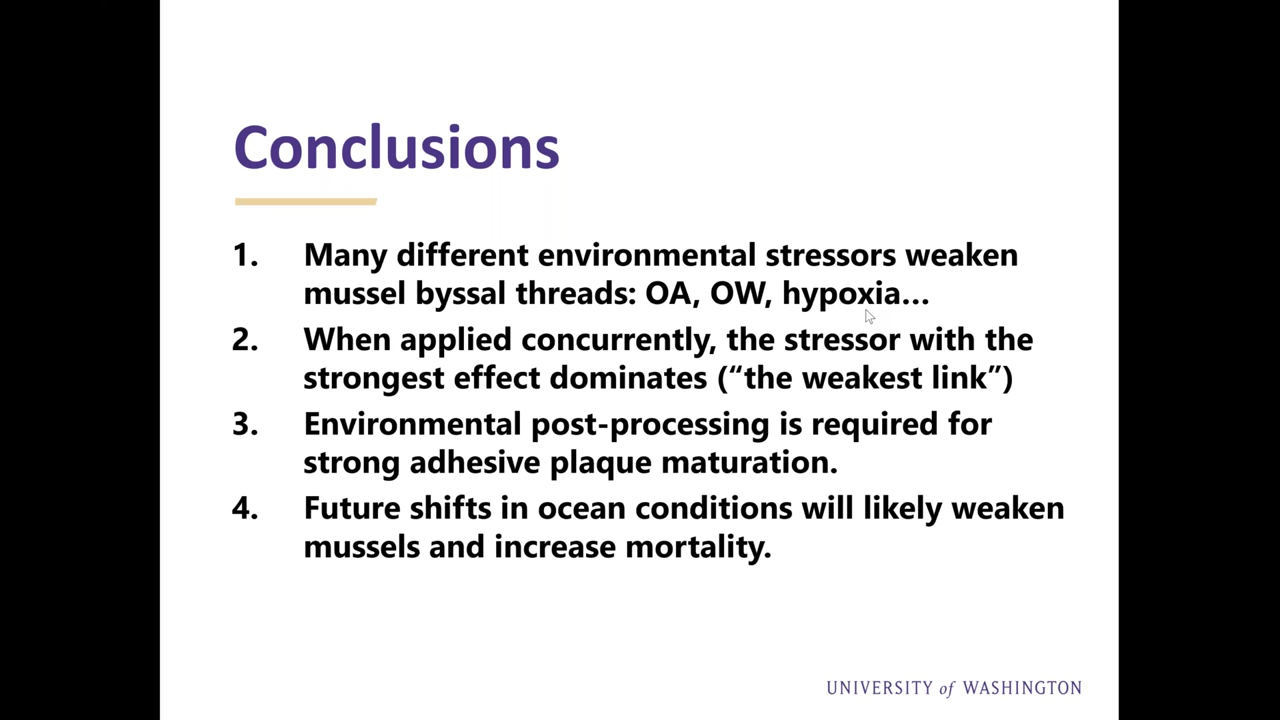 Conclusions
1. Many different environmental stressors weaken
mussel byssal threads: OA, OW, hypoxia…
2. When applied concurrently, the stressor with the
strongest effect dominates (“the weakest link”)
3. Environmental post-processing is required for
strong adhesive plaque maturation.
4. Future shifts in ocean conditions will likely weaken
mussels and increase mortality.
UNIVERSITY of WASHINGTON